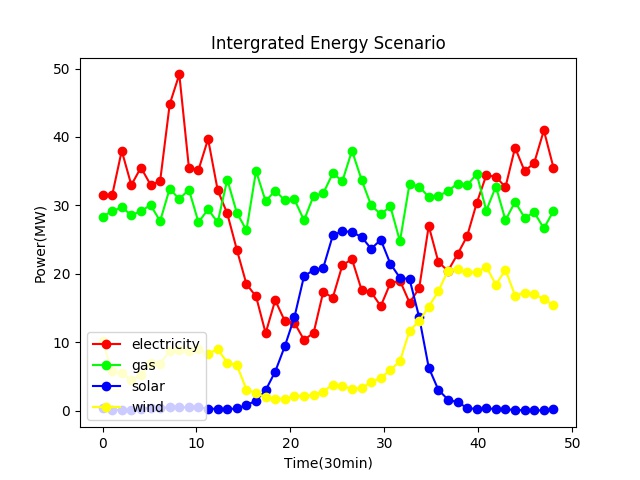 Intergrated Energy Scenario
Power(MW)
50
40
30
20
10
0
electricity
gas
solar
wind
0 10 20 30 40 50
Time(30min)